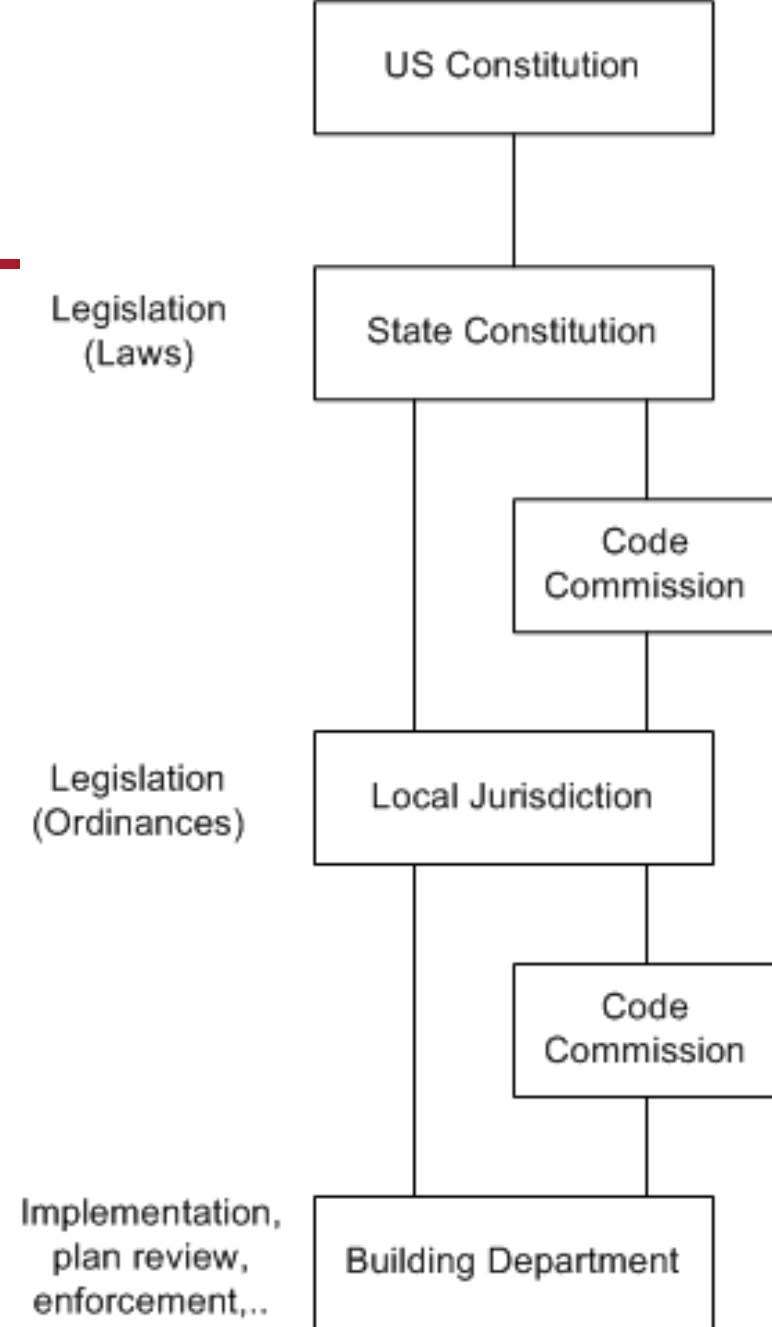 US Constitution
Legislation
(Laws)
State Constitution
Code
Commission
Legislation
(Ordinances)
Local Jurisdiction
Code
Commission
Implementation,
plan review,
enforcement,..
Building Department